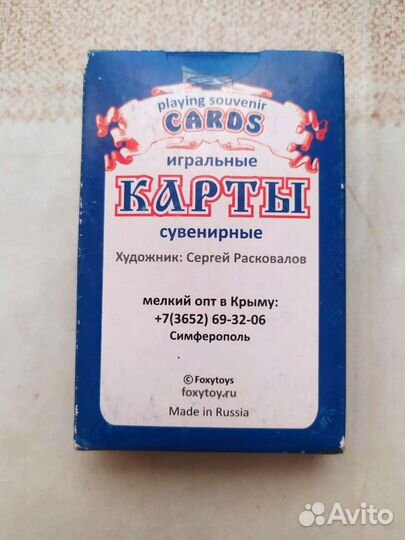 playing souvenir
CARDS
игральные
КАРТЫ
сувенирные
Художник: Сергей Расковалов
мелкий опт в Крыму:
+7(3652) 69-32-06
Симферополь
© Foxytoys
foxytoy.ru
Made in Russia
Avito